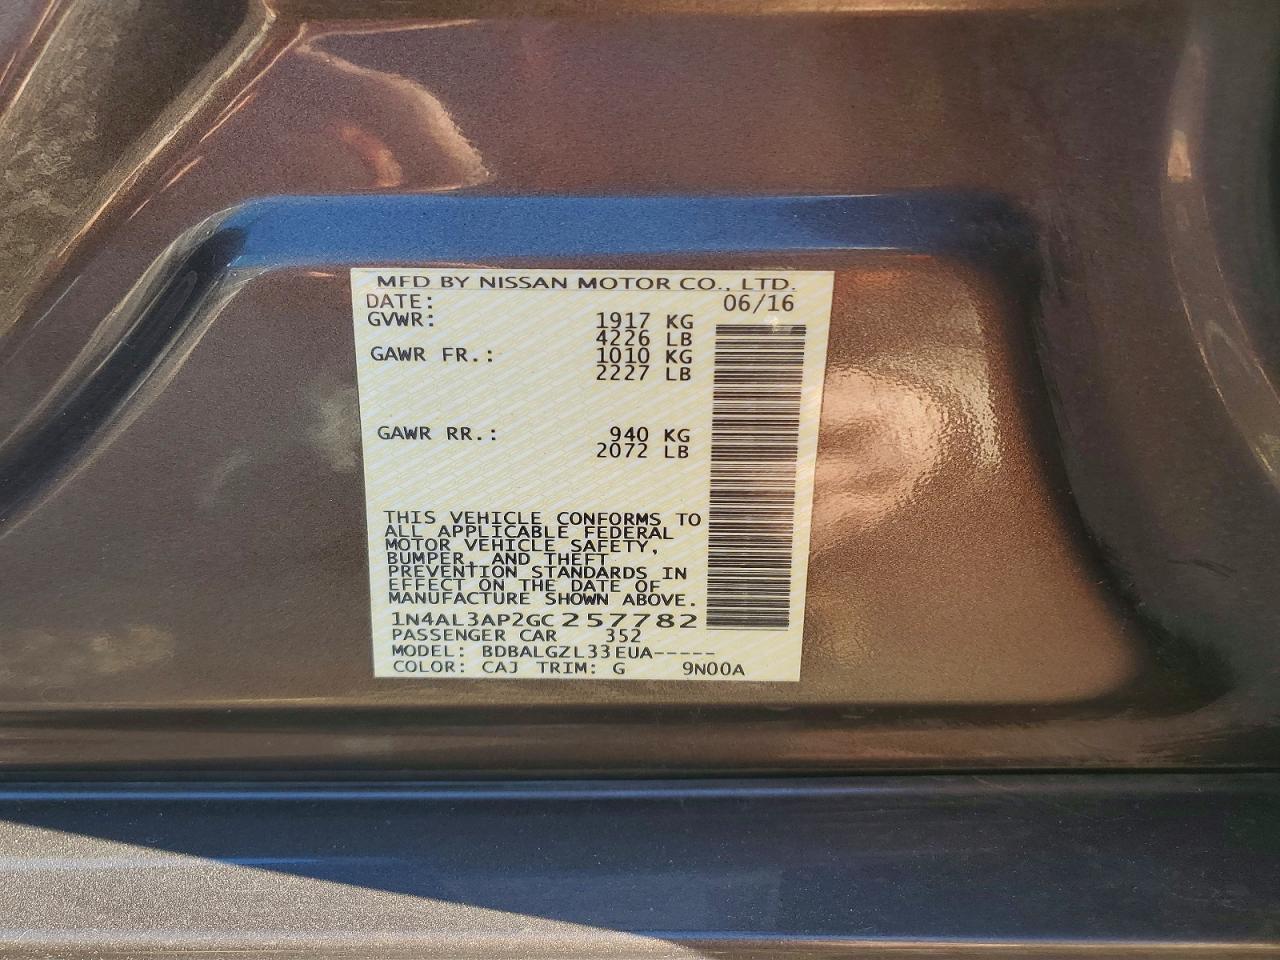 MFD BY NISSAN MOTOR CO., LTD.
DATE: 06/16
GVWR: 1917 KG
4226 LB
GAWR FR.: 1010 KG
2227 LB
GAWR RR.: 940 KG
2072 LB
THIS VEHICLE CONFORMS TO
ALL APPLICABLE FEDERAL
MOTOR VEHICLE SAFETY,
BUMPER, AND THEFT
PREVENTION STANDARDS IN
EFFECT ON THE DATE OF
MANUFACTURE SHOWN ABOVE.
1N4AL3AP2GC257782
PASSENGER CAR 352
MODEL: BDBALGZL33EUA-----
COLOR: CAJ TRIM: G 9N00A